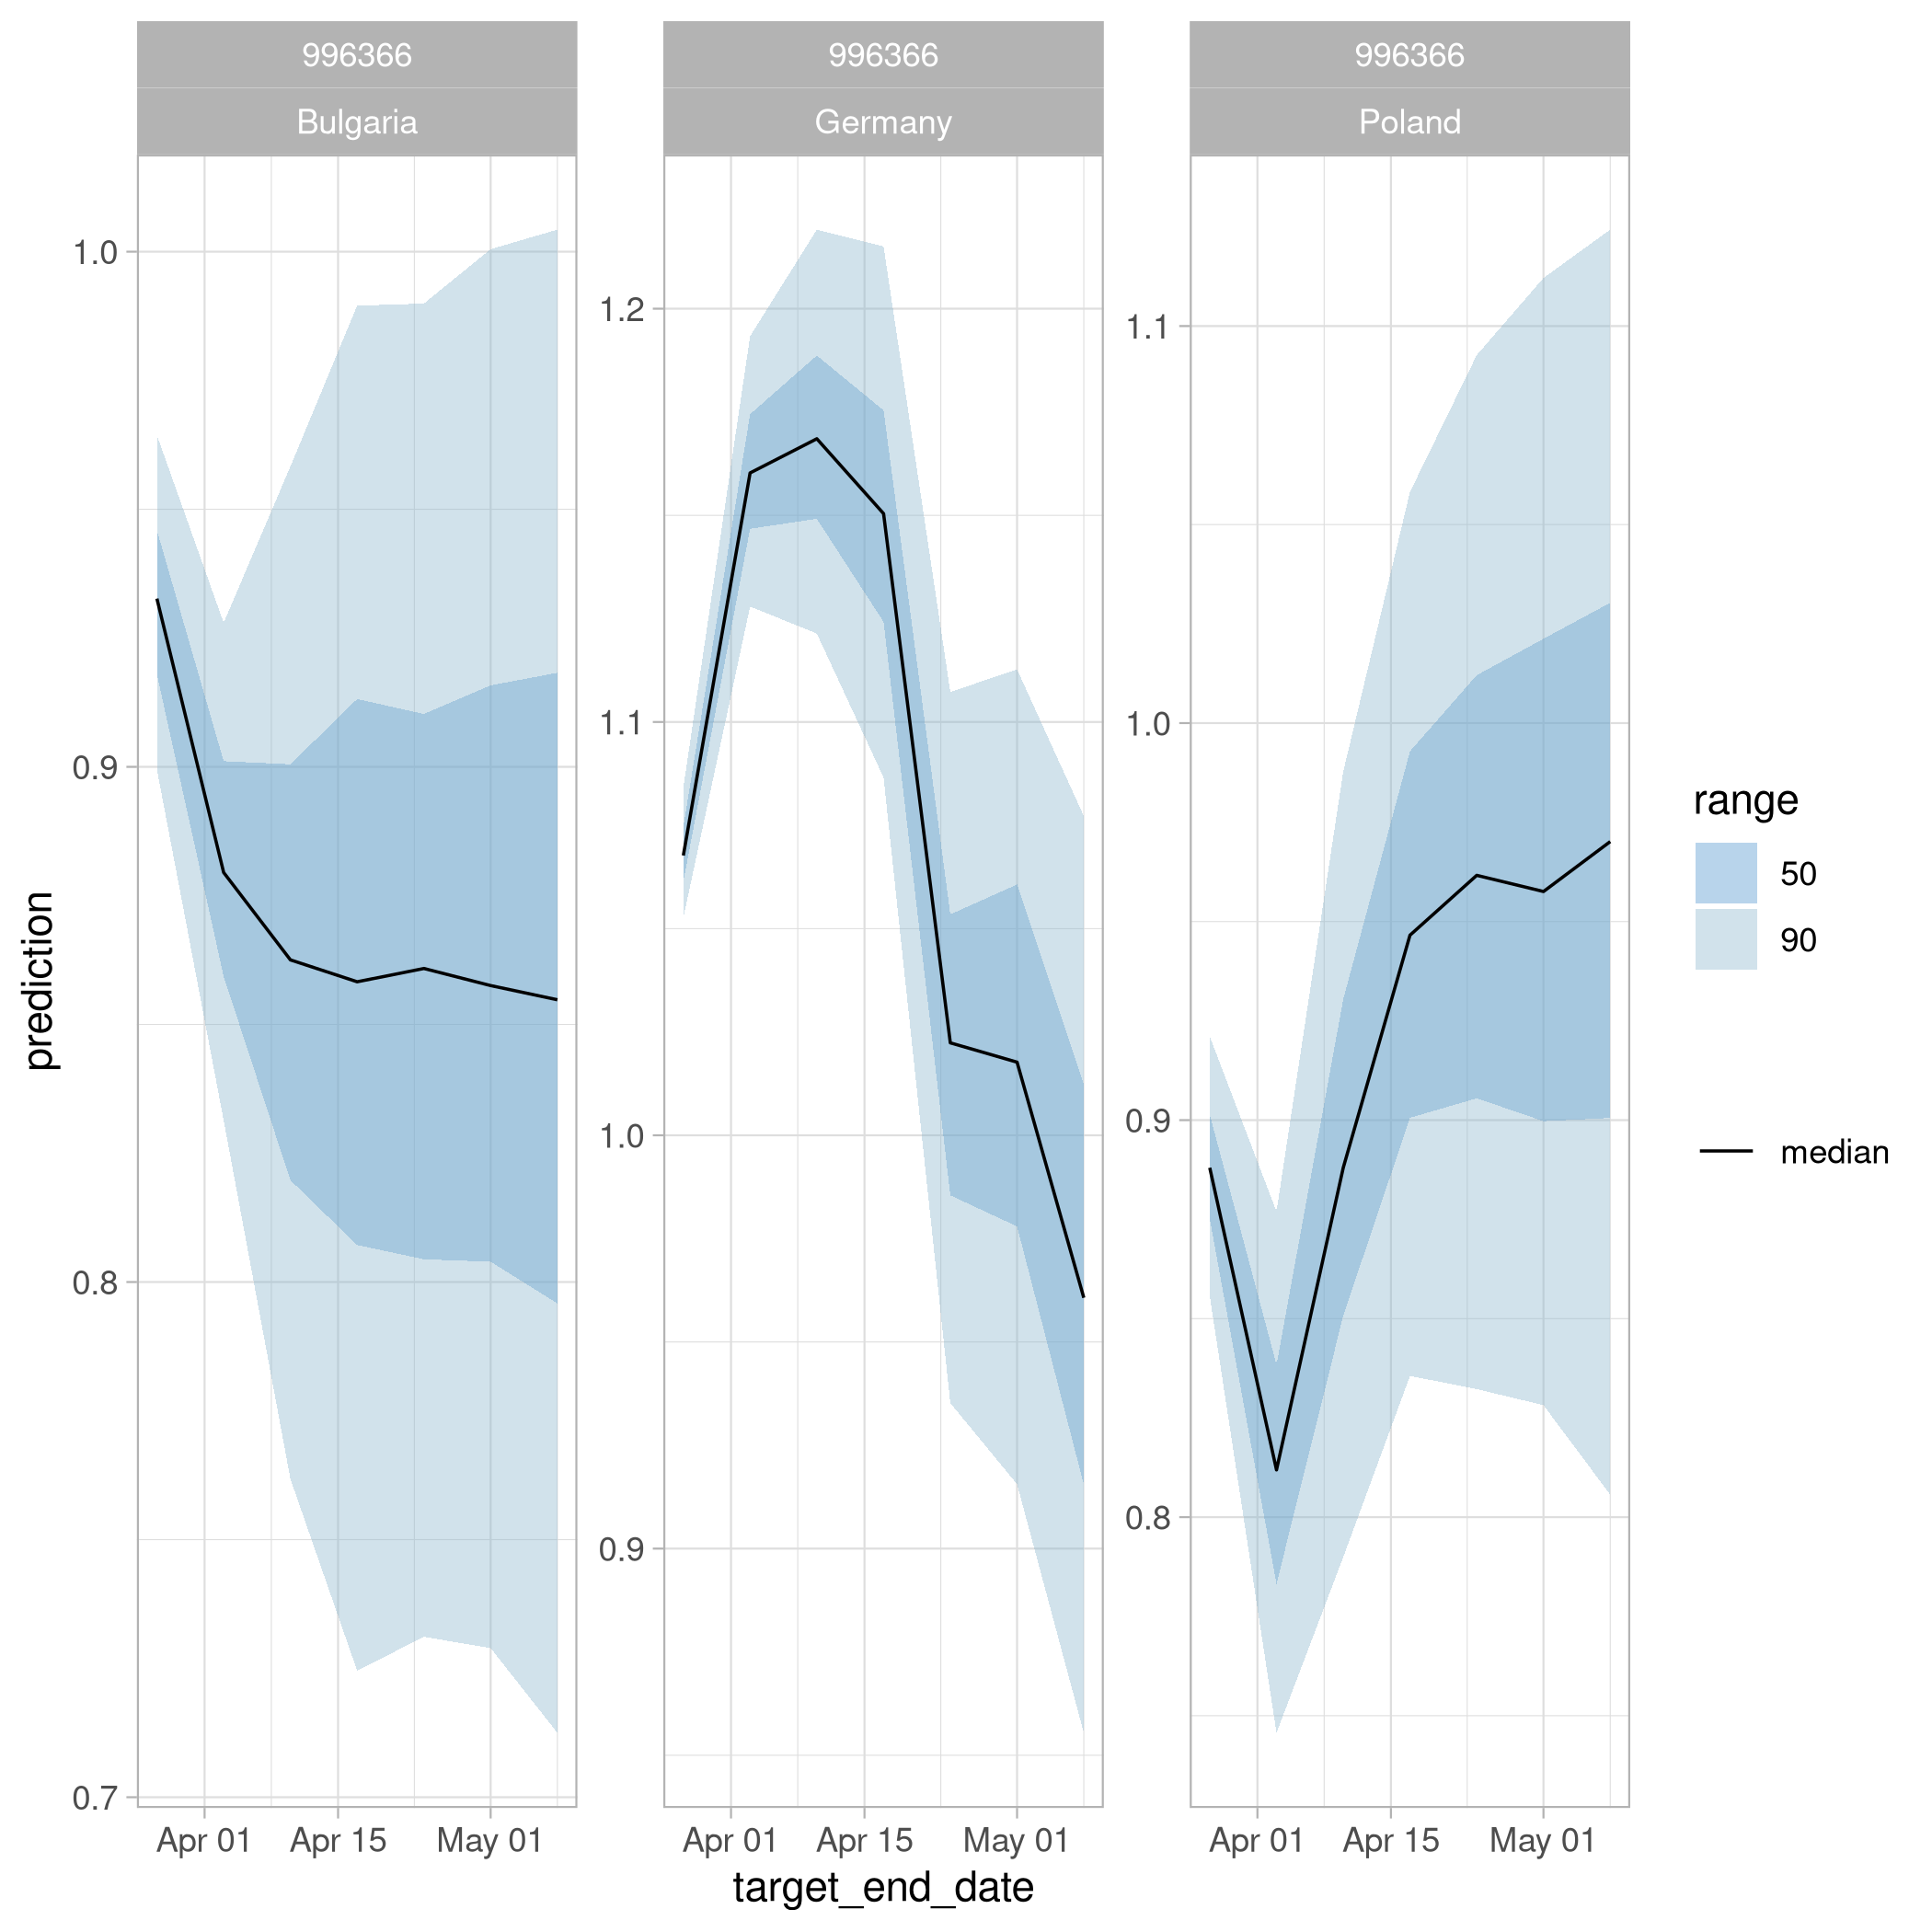 996366
Bulgaria
996366
Germany
996366
Poland
prediction
1.0
0.9
0.8
0.7
1.2
1.1
1.0
0.9
1.1
1.0
0.9
0.8
Apr 01 Apr 15 May 01
Apr 01 Apr 15 May 01
Apr 01 Apr 15 May 01
target_end_date
range
50
90
median